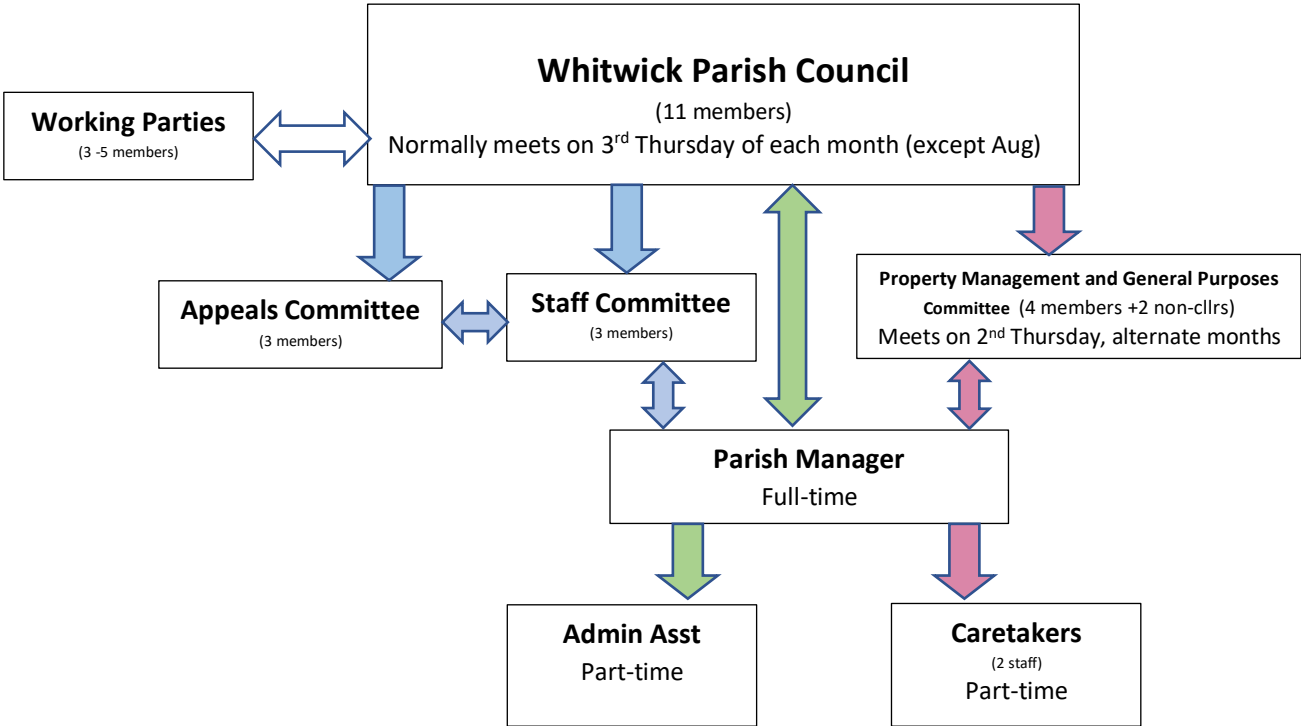 Whitwick Parish Council
(11 members)
Normally meets on 3rd Thursday of each month (except Aug)
Working Parties
(3 -5 members)
Appeals Committee
(3 members)
Staff Committee
(3 members)
Property Management and General Purposes
Committee (4 members +2 non-cllrs)
Meets on 2nd Thursday, alternate months
Parish Manager
Full-time
Admin Asst
Part-time
Caretakers
(2 staff)
Part-time